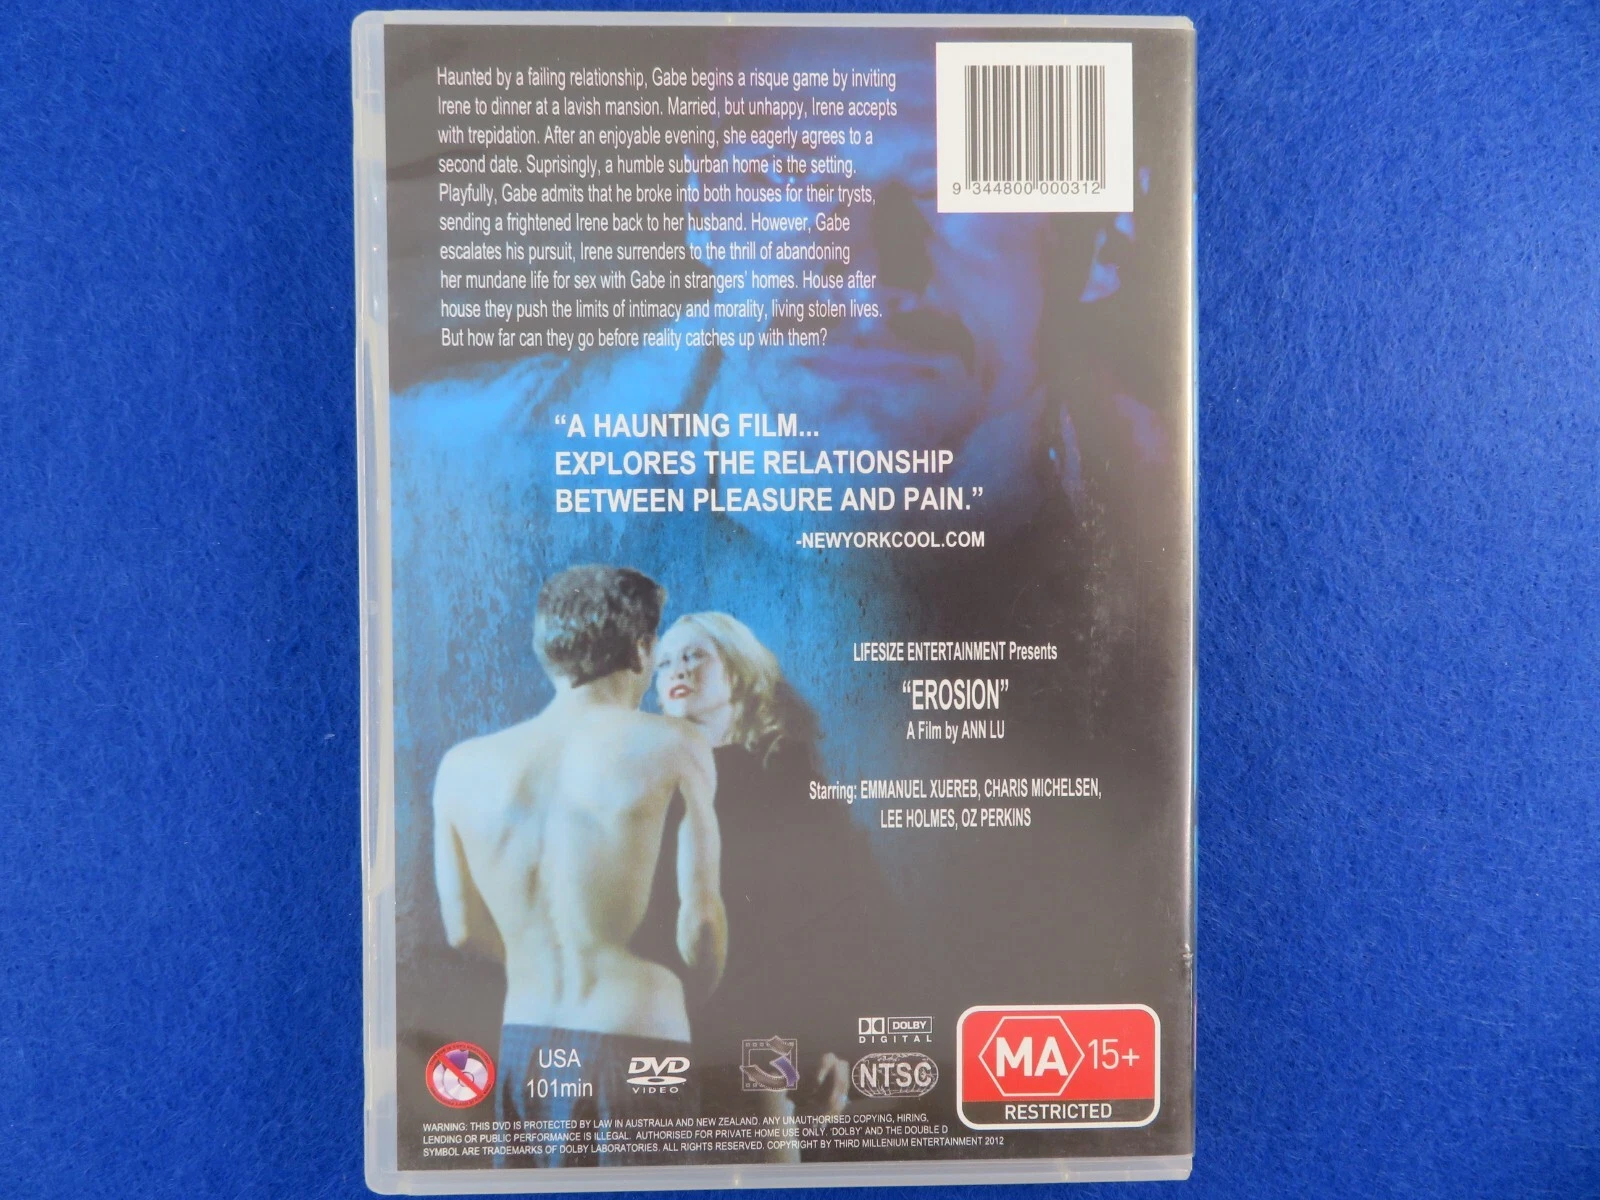 Haunted by a failing relationship, Gabe begins a risque game by inviting
Irene to dinner at a lavish mansion. Married, but unhappy, Irene accepts
with trepidation. After an enjoyable evening, she eagerly agrees to a
second date. Suprisingly, a humble suburban home is the setting.
Playfully, Gabe admits that he broke into both houses for their trysts,
sending a frightened Irene back to her husband. However, Gabe
escalates his pursuit, Irene surrenders to the thrill of abandoning
her mundane life for sex with Gabe in strangers' homes. House after
house they push the limits of intimacy and morality, living stolen lives.
But how far can they go before reality catches up with them?
9 344800 000312
“A HAUNTING FILM...
EXPLORES THE RELATIONSHIP
BETWEEN PLEASURE AND PAIN.”
-NEWYORKCOOL.COM
LIFESIZE ENTERTAINMENT Presents
“EROSION”
A Film by ANN LU
Starring: EMMANUEL XUEREB, CHARIS MICHELSEN,
LEE HOLMES, OZ PERKINS
USA
101min
DVD
VIDEO
DOLBY
DIGITAL
NTSC
MA 15+
RESTRICTED
WARNING: THIS DVD IS PROTECTED BY LAW IN AUSTRALIA AND NEW ZEALAND. ANY UNAUTHORISED COPYING, HIRING,
LENDING OR PUBLIC PERFORMANCE IS ILLEGAL. AUTHORISED FOR PRIVATE HOME USE ONLY. 'DOLBY' AND THE DOUBLE D
SYMBOL ARE TRADEMARKS OF DOLBY LABORATORIES. ALL RIGHTS RESERVED. COPYRIGHT BY THIRD MILLENIUM ENTERTAINMENT 2012